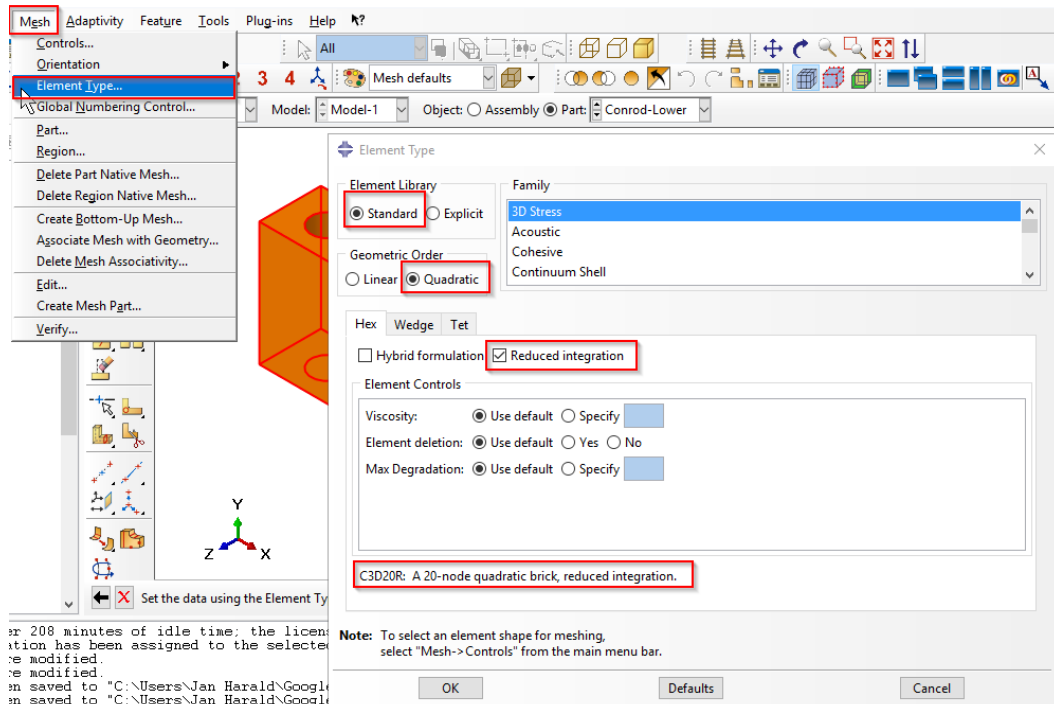 Mesh Adaptivity Feature Tools Plug-ins Help
Controls...
Orientation
Element Type...
Global Numbering Control...
Part...
Region...
Delete Part Native Mesh...
Delete Region Native Mesh...
Create Bottom-Up Mesh...
Associate Mesh with Geometry...
Delete Mesh Associativity...
Edit...
Create Mesh Part...
Verify...
All
3 4 Mesh defaults
Model: Model-1 Object: Assembly Part: Conrod-Lower
Element Type
Element Library
Standard Explicit
Geometric Order
Linear Quadratic
Family
3D Stress
Acoustic
Cohesive
Continuum Shell
Hex Wedge Tet
Hybrid formulation Reduced integration
Element Controls
Viscosity: Use default Specify
Element deletion: Use default Yes No
Max Degradation: Use default Specify
C3D20R: A 20-node quadratic brick, reduced integration.
Note: To select an element shape for meshing,
select "Mesh->Controls" from the main menu bar.
OK Defaults Cancel
Y
Z X
Set the data using the Element Ty
er 208 minutes of idle time; the licen
ation has been assigned to the selecte
re modified.
re modified.
en saved to "C:\Users\Jan Harald\Google
en saved to "C:\Users\Jan Harald\Google